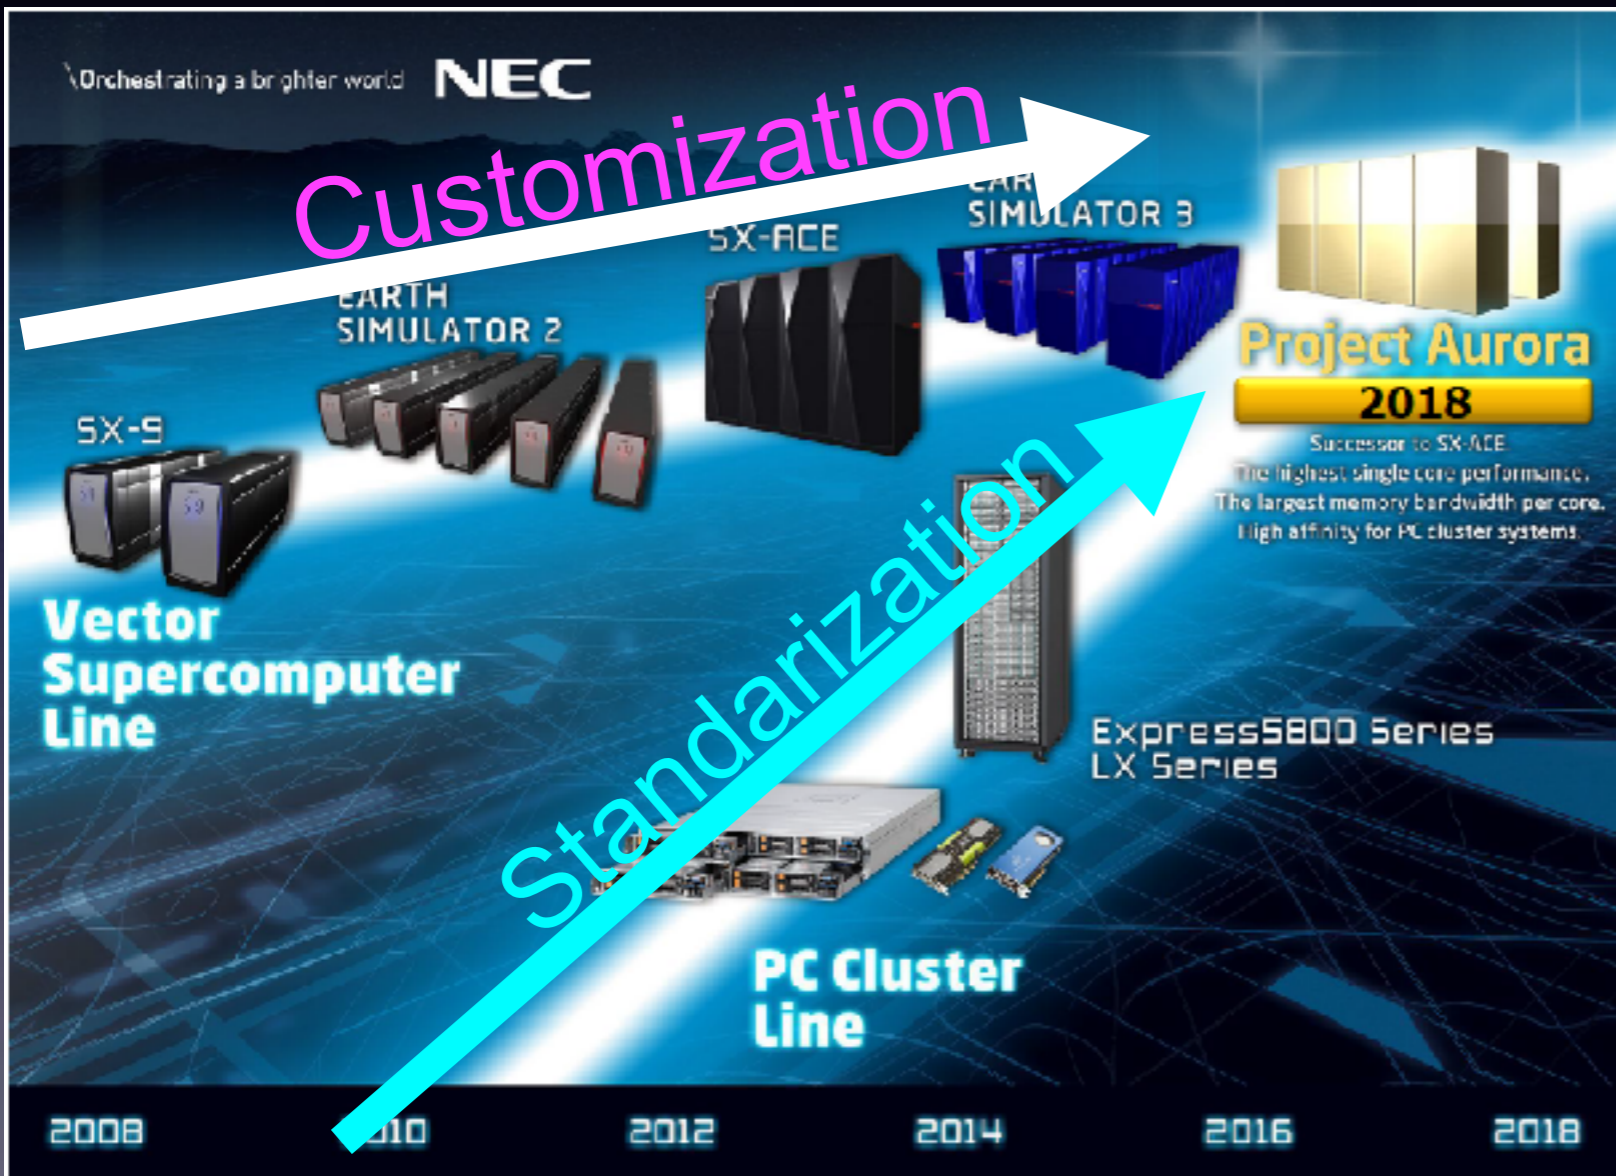 \Orchestrating a brighter world NEC
Customization
EARTH
SIMULATOR 3
SX-ACE
EARTH
SIMULATOR 2
Project Aurora
2018
Successor to SX-ACE.
The highest single core performance.
The largest memory bandwidth per core.
High affinity for PC cluster systems.
SX-9
Vector
Supercomputer
Line
Standarization
Express5800 Series
LX Series
PC Cluster
Line
2008 2010 2012 2014 2016 2018